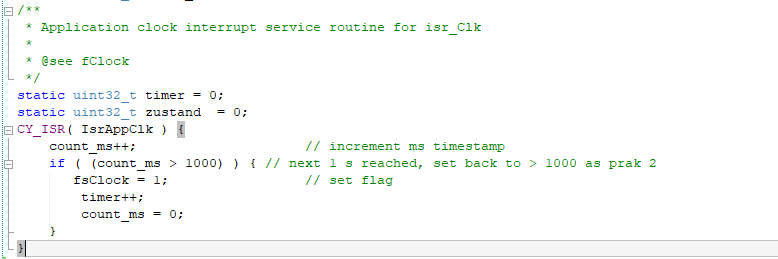 /**
 * Application clock interrupt service routine for isr_Clk
 *
 * @see fClock
 */
static uint32_t timer = 0;
static uint32_t zustand  = 0;
CY_ISR( IsrAppClk ) {
    count_ms++;                      // increment ms timestamp
    if ( (count_ms > 1000) ) { // next 1 s reached, set back to > 1000 as prak 2
       fsClock = 1;                  // set flag
        timer++;
        count_ms = 0;
    }
}